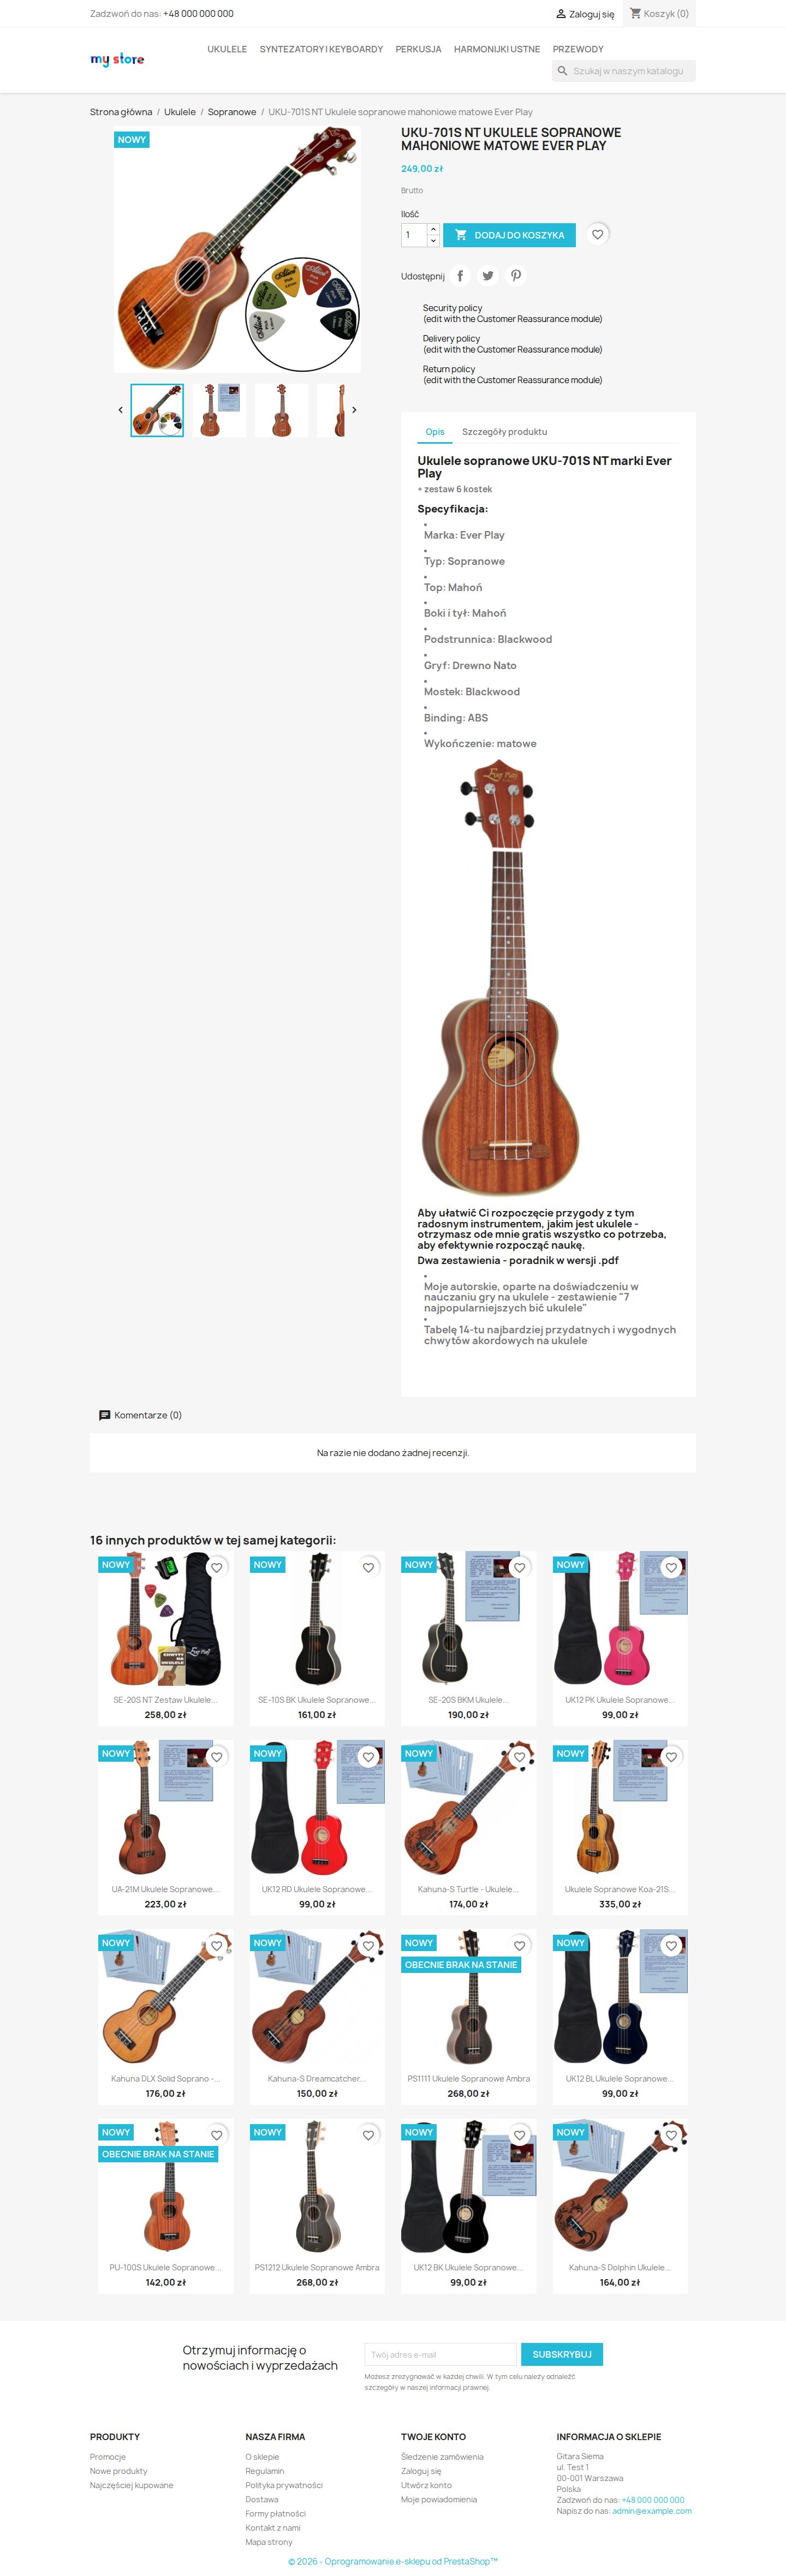 Zadzwoń do nas: +48 000 000 000
Zaloguj się
Koszyk (0)
my store
UKULELE
SYNTEZATORY I KEYBOARDY
PERKUSJA
HARMONIJKI USTNE
PRZEWODY
Szukaj w naszym katalogu
Strona główna / Ukulele / Sopranowe / UKU-701S NT Ukulele sopranowe mahoniowe matowe Ever Play
NOWY
UKU-701S NT UKULELE SOPRANOWE
MAHONIOWE MATOWE EVER PLAY
249,00 zł
Brutto
Ilość
1
DODAJ DO KOSZYKA
Udostępnij
Security policy
(edit with the Customer Reassurance module)
Delivery policy
(edit with the Customer Reassurance module)
Return policy
(edit with the Customer Reassurance module)
Opis
Szczegóły produktu
Ukulele sopranowe UKU-701S NT marki Ever
Play
+ zestaw 6 kostek
Specyfikacja:
Marka: Ever Play
Typ: Sopranowe
Top: Mahoń
Boki i tył: Mahoń
Podstrunnica: Blackwood
Gryf: Drewno Nato
Mostek: Blackwood
Binding: ABS
Wykończenie: matowe
Ever Play
Aby ułatwić Ci rozpoczęcie przygody z tym
radosnym instrumentem, jakim jest ukulele -
otrzymasz ode mnie gratis wszystko co potrzeba,
aby efektywnie rozpocząć naukę.
Dwa zestawienia - poradnik w wersji .pdf
Moje autorskie, oparte na doświadczeniu w
nauczaniu gry na ukulele - zestawienie "7
najpopularniejszych bić ukulele"
Tabelę 14-tu najbardziej przydatnych i wygodnych
chwytów akordowych na ukulele
Komentarze (0)
Na razie nie dodano żadnej recenzji.
16 innych produktów w tej samej kategorii:
NOWY
SE-20S NT Zestaw Ukulele...
258,00 zł
NOWY
SE-10S BK Ukulele Sopranowe...
161,00 zł
NOWY
SE-20S BKM Ukulele...
190,00 zł
NOWY
UK12 PK Ukulele Sopranowe...
99,00 zł
NOWY
UA-21M Ukulele Sopranowe...
223,00 zł
NOWY
UK12 RD Ukulele Sopranowe...
99,00 zł
NOWY
Kahuna-S Turtle - Ukulele...
174,00 zł
NOWY
Ukulele Sopranowe Koa-21S...
335,00 zł
NOWY
Kahuna DLX Solid Soprano -...
176,00 zł
NOWY
Kahuna-S Dreamcatcher...
150,00 zł
NOWY
OBECNIE BRAK NA STANIE
PS1111 Ukulele Sopranowe Ambra
268,00 zł
NOWY
UK12 BL Ukulele Sopranowe...
99,00 zł
NOWY
OBECNIE BRAK NA STANIE
PU-100S Ukulele Sopranowe...
142,00 zł
NOWY
PS1212 Ukulele Sopranowe Ambra
268,00 zł
NOWY
UK12 BK Ukulele Sopranowe...
99,00 zł
NOWY
Kahuna-S Dolphin Ukulele...
164,00 zł
Otrzymuj informację o
nowościach i wyprzedażach
Twój adres e-mail
SUBSKRYBUJ
Możesz zrezygnować w każdej chwili. W tym celu należy odnaleźć
szczegóły w naszej informacji prawnej.
PRODUKTY
Promocje
Nowe produkty
Najczęściej kupowane
NASZA FIRMA
O sklepie
Regulamin
Polityka prywatności
Dostawa
Formy płatności
Kontakt z nami
Mapa strony
TWOJE KONTO
Śledzenie zamówienia
Zaloguj się
Utwórz konto
Moje powiadomienia
INFORMACJA O SKLEPIE
Gitara Siema
ul. Test 1
00-001 Warszawa
Polska
Zadzwoń do nas: +48 000 000 000
Napisz do nas: admin@example.com
© 2026 - Oprogramowanie e-sklepu od PrestaShop™